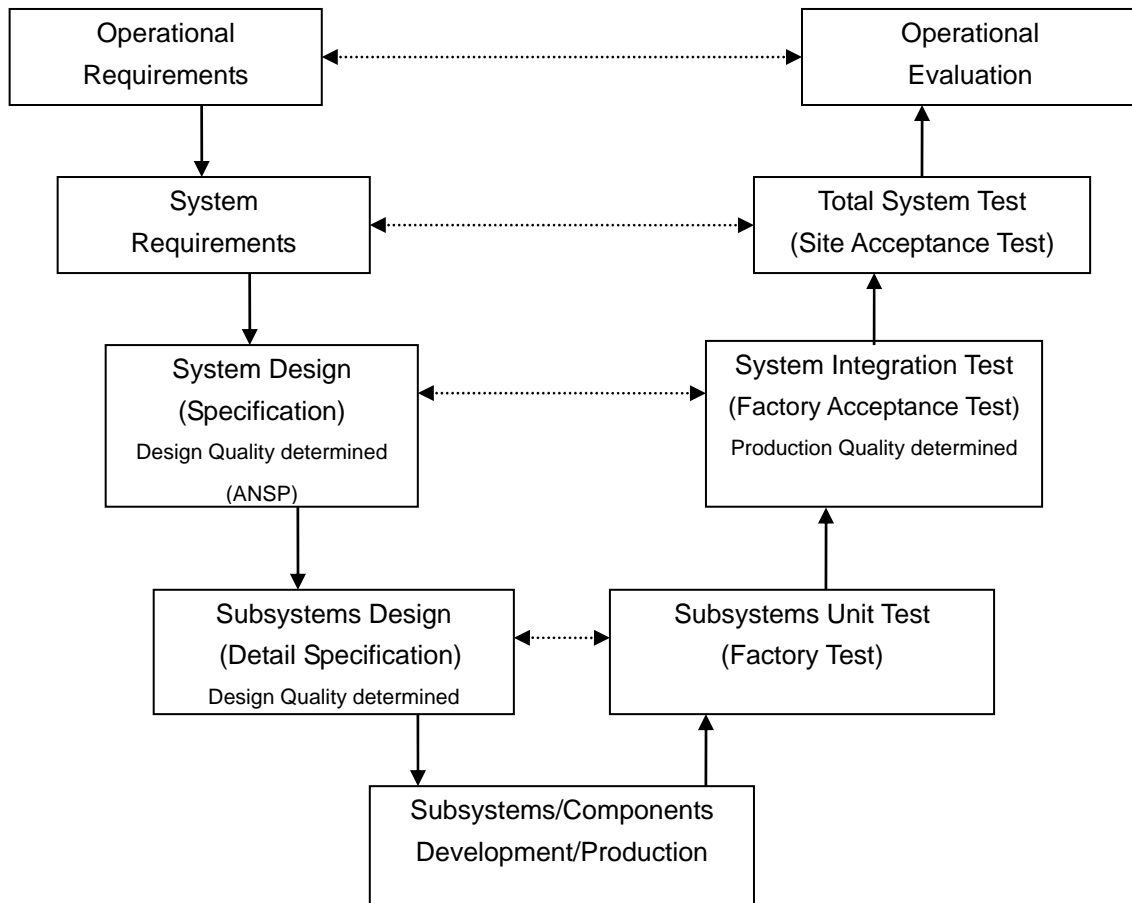 Operational
Requirements
Operational
Evaluation
System
Requirements
Total System Test
(Site Acceptance Test)
System Design
(Specification)
Design Quality determined
(ANSP)
System Integration Test
(Factory Acceptance Test)
Production Quality determined
Subsystems Design
(Detail Specification)
Design Quality determined
Subsystems Unit Test
(Factory Test)
Subsystems/Components
Development/Production